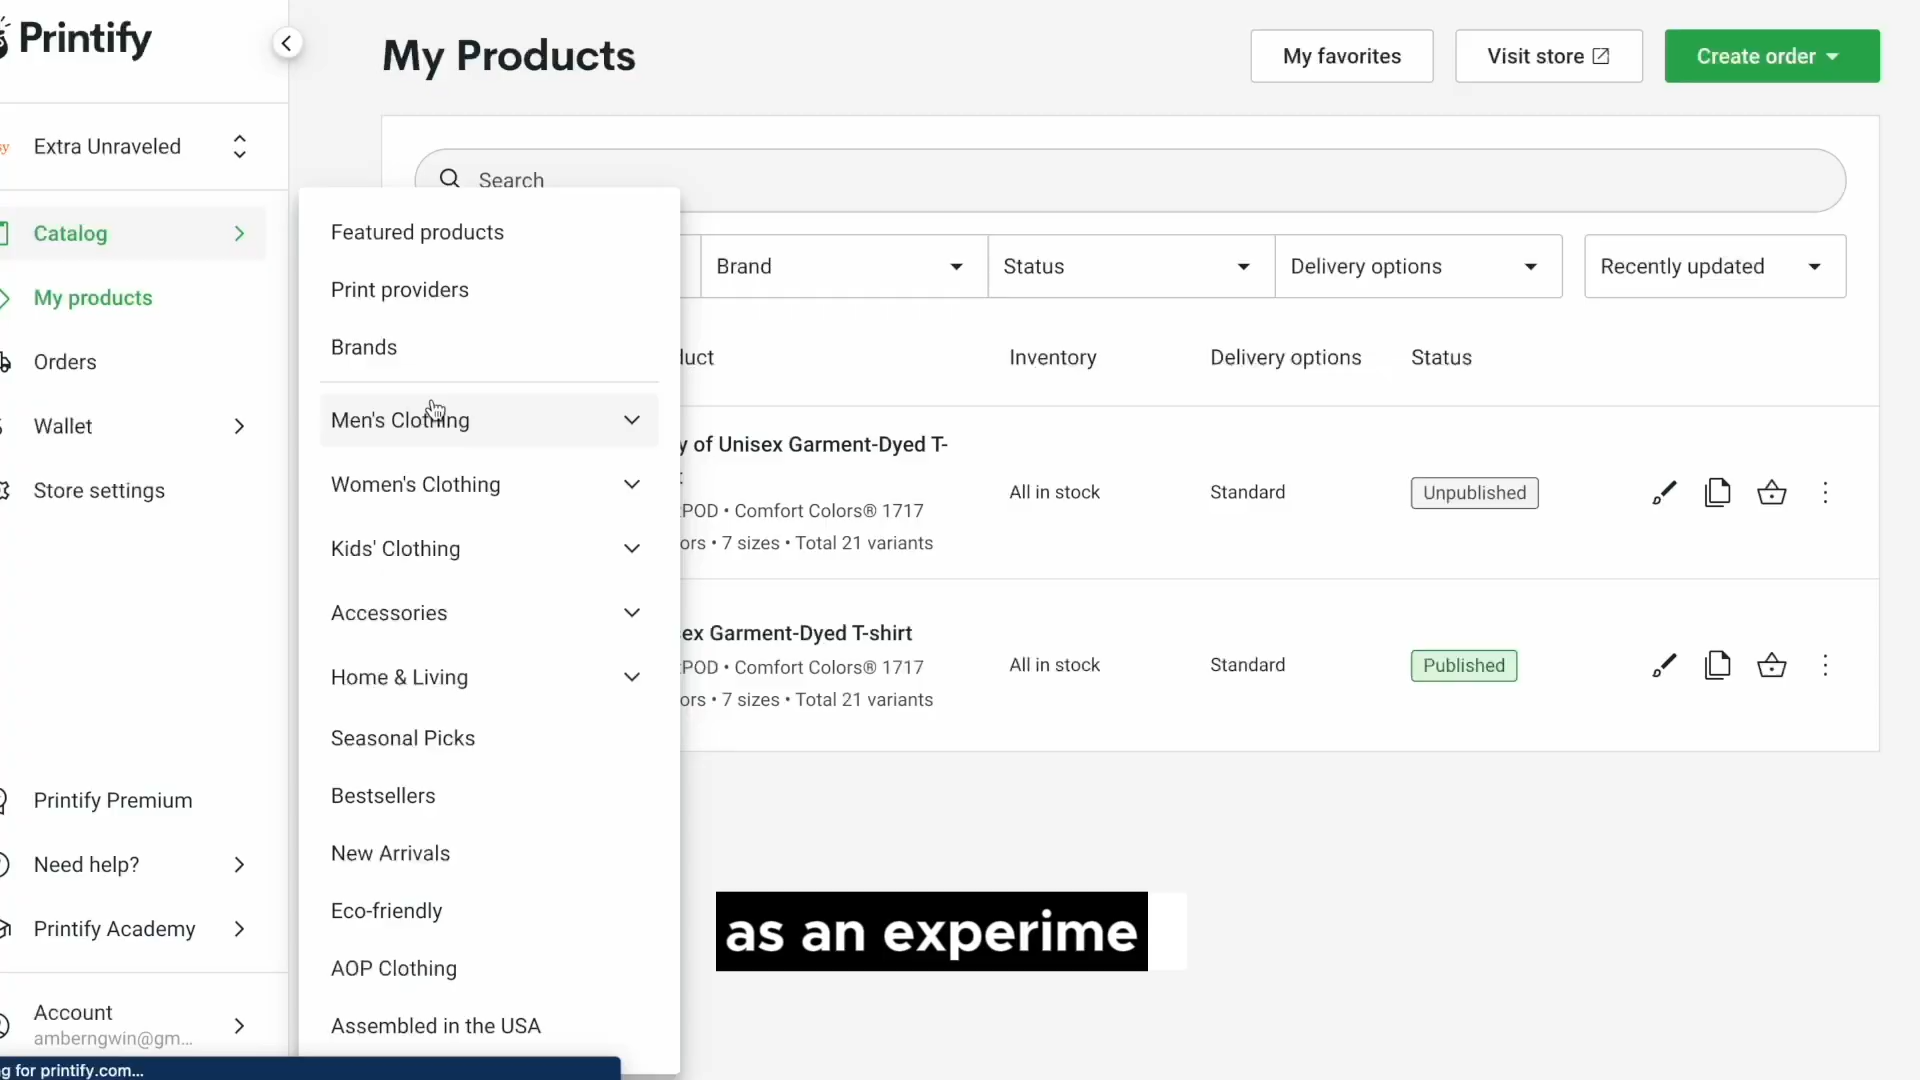 Printify
My Products
My favorites
Visit store
Create order
Extra Unraveled
Search
Catalog
My products
Orders
Wallet
Store settings
Printify Premium
Need help?
Printify Academy
Account
amberngwin@gm...
Featured products
Print providers
Brands
Men's Clothing
Women's Clothing
Kids' Clothing
Accessories
Home & Living
Seasonal Picks
Bestsellers
New Arrivals
Eco-friendly
AOP Clothing
Assembled in the USA
Brand
Status
Delivery options
Recently updated
Inventory
Delivery options
Status
y of Unisex Garment-Dyed T-
POD • Comfort Colors® 1717
ors • 7 sizes • Total 21 variants
All in stock
Standard
Unpublished
ex Garment-Dyed T-shirt
POD • Comfort Colors® 1717
ors • 7 sizes • Total 21 variants
All in stock
Standard
Published
as an experime
g for printify.com...